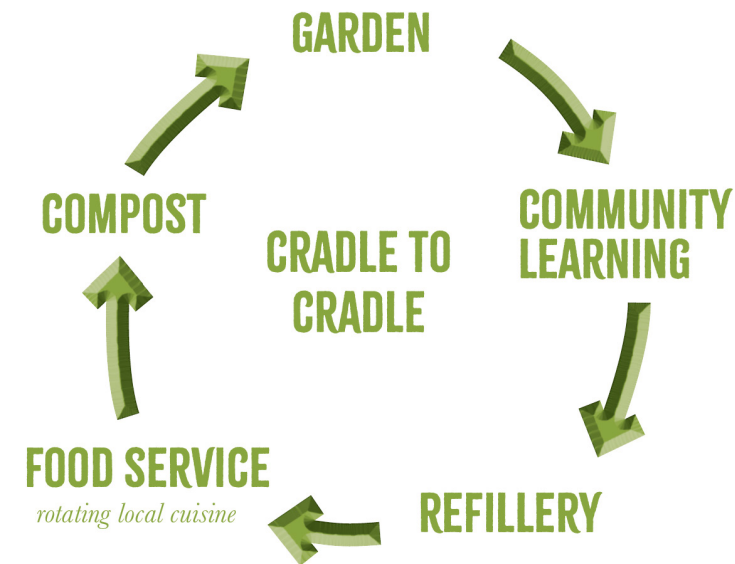 GARDEN
COMPOST
COMMUNITY
LEARNING
CRADLE TO
CRADLE
FOOD SERVICE
rotating local cuisine
REFILLERY